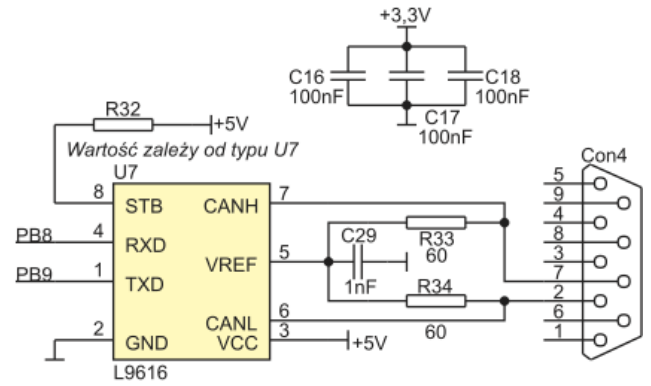 +3,3V
C16
100nF
C18
100nF
C17
100nF
R32
+5V
Wartość zależy od typu U7
U7
8
STB
CANH
7
PB8
4
RXD
PB9
1
TXD
VREF
5
C29
1nF
R33
60
R34
60
CANL
6
2
GND
VCC
3
+5V
L9616
Con4
5
9
4
8
3
7
2
6
1